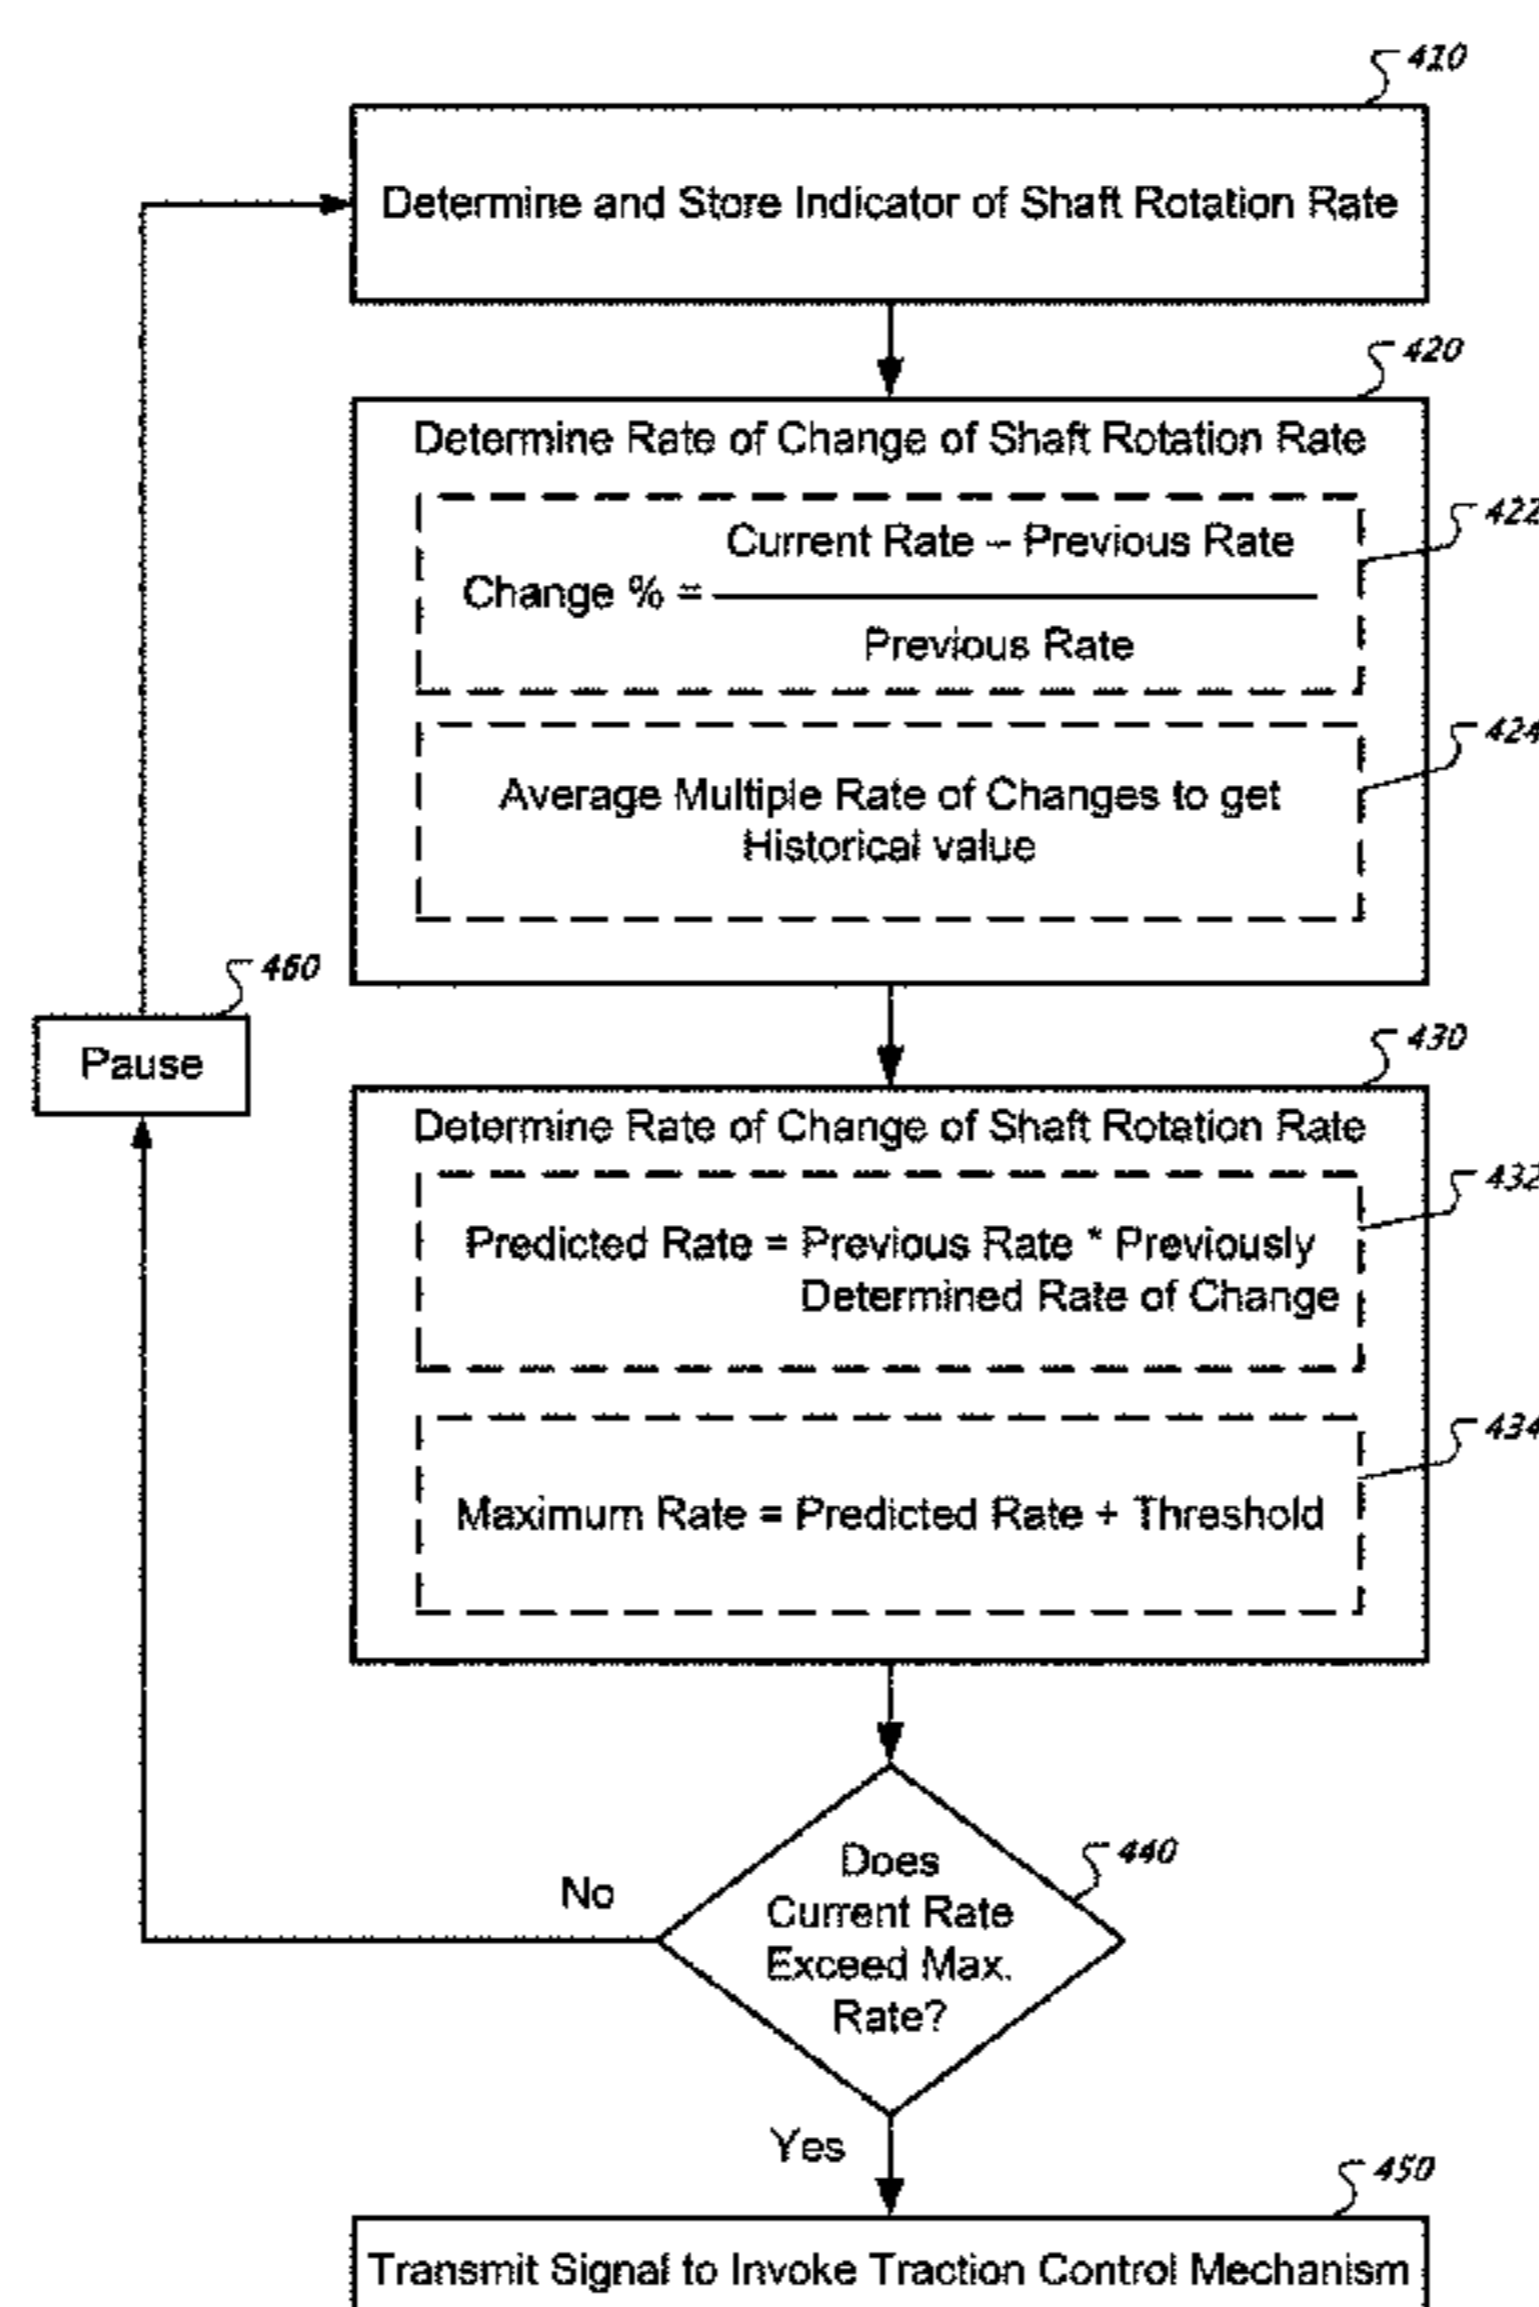 410
Determine and Store Indicator of Shaft Rotation Rate
420
Determine Rate of Change of Shaft Rotation Rate
422
Current Rate – Previous Rate
Change % =
Previous Rate
424
Average Multiple Rate of Changes to get
Historical value
460
Pause
430
Determine Rate of Change of Shaft Rotation Rate
432
Predicted Rate = Previous Rate * Previously
Determined Rate of Change
434
Maximum Rate = Predicted Rate + Threshold
440
Does
Current Rate
Exceed Max.
Rate?
No
Yes
450
Transmit Signal to Invoke Traction Control Mechanism